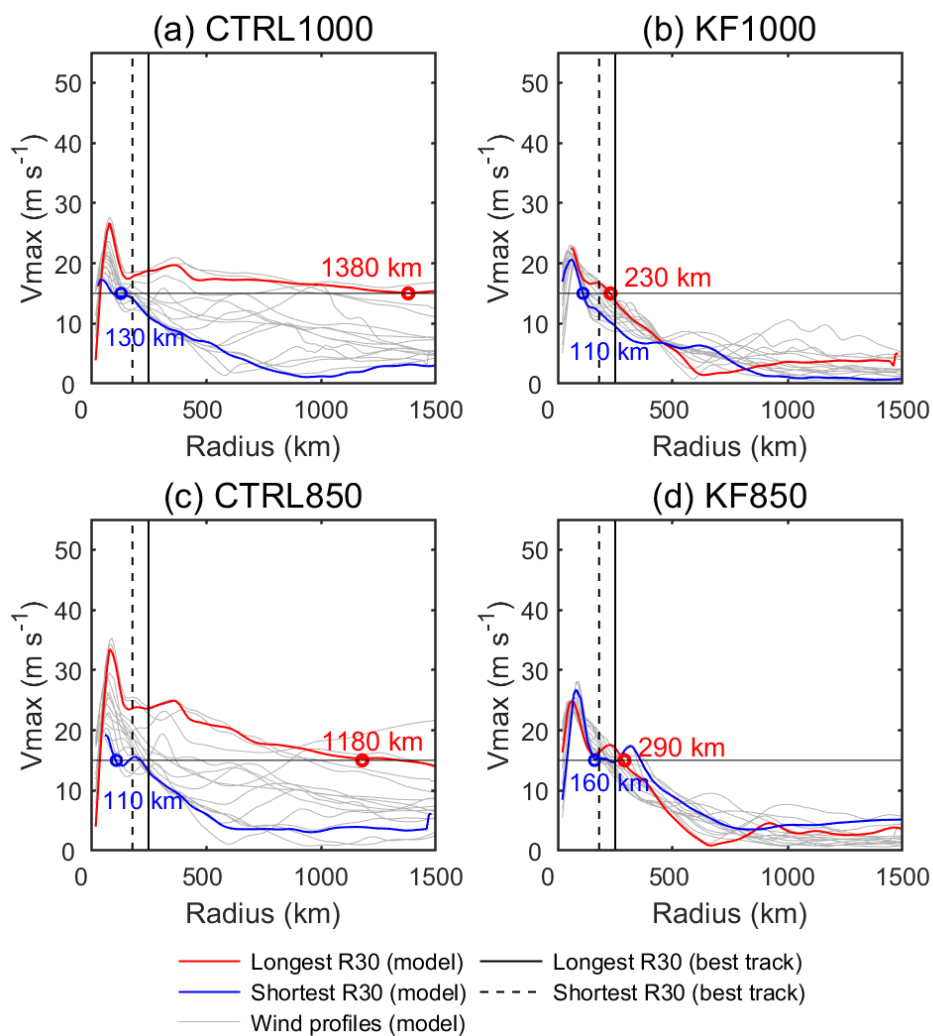 (a) CTRL1000
(b) KF1000
50
40
30
20
10
0
Vmax (m s⁻¹)
1380 km
130 km
0 500 1000 1500
Radius (km)
50
40
30
20
10
0
Vmax (m s⁻¹)
230 km
110 km
0 500 1000 1500
Radius (km)
(c) CTRL850
(d) KF850
50
40
30
20
10
0
Vmax (m s⁻¹)
1180 km
110 km
0 500 1000 1500
Radius (km)
50
40
30
20
10
0
Vmax (m s⁻¹)
290 km
160 km
0 500 1000 1500
Radius (km)
Longest R30 (model)
Longest R30 (best track)
Shortest R30 (model)
Shortest R30 (best track)
Wind profiles (model)